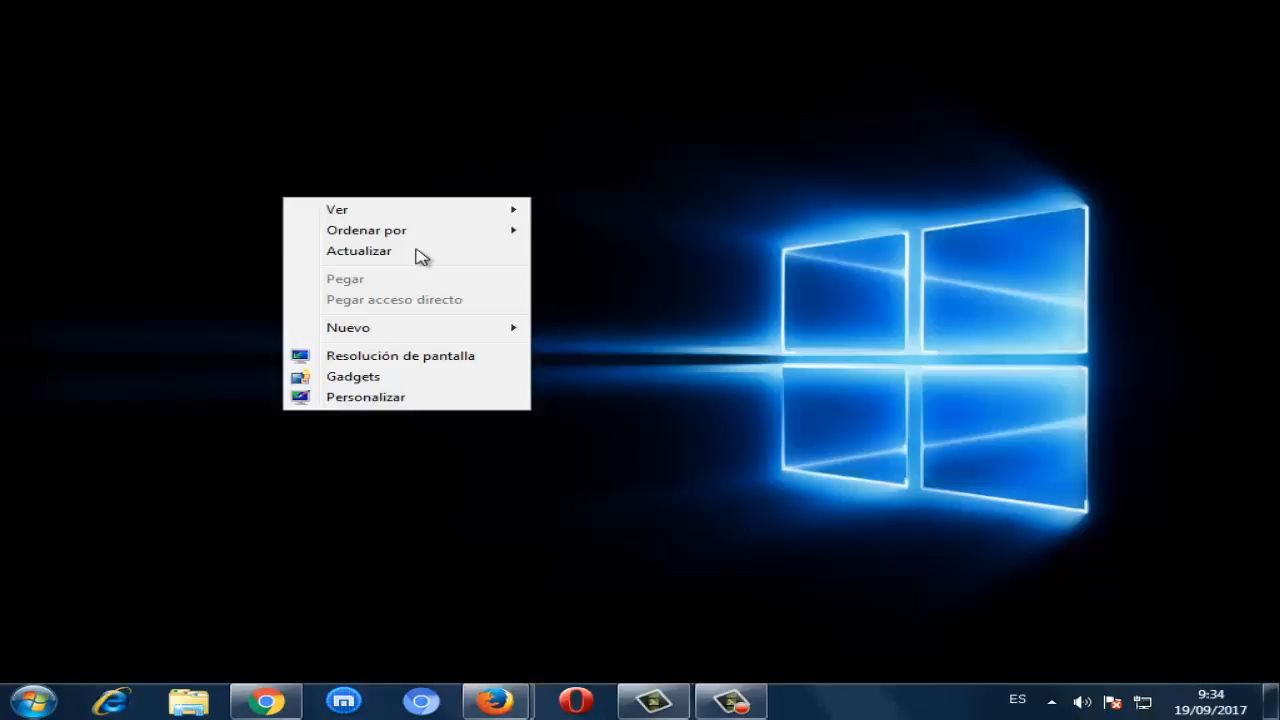 Ver
Ordenar por
Actualizar
Pegar
Pegar acceso directo
Nuevo
Resolución de pantalla
Gadgets
Personalizar
ES
9:34
19/09/2017